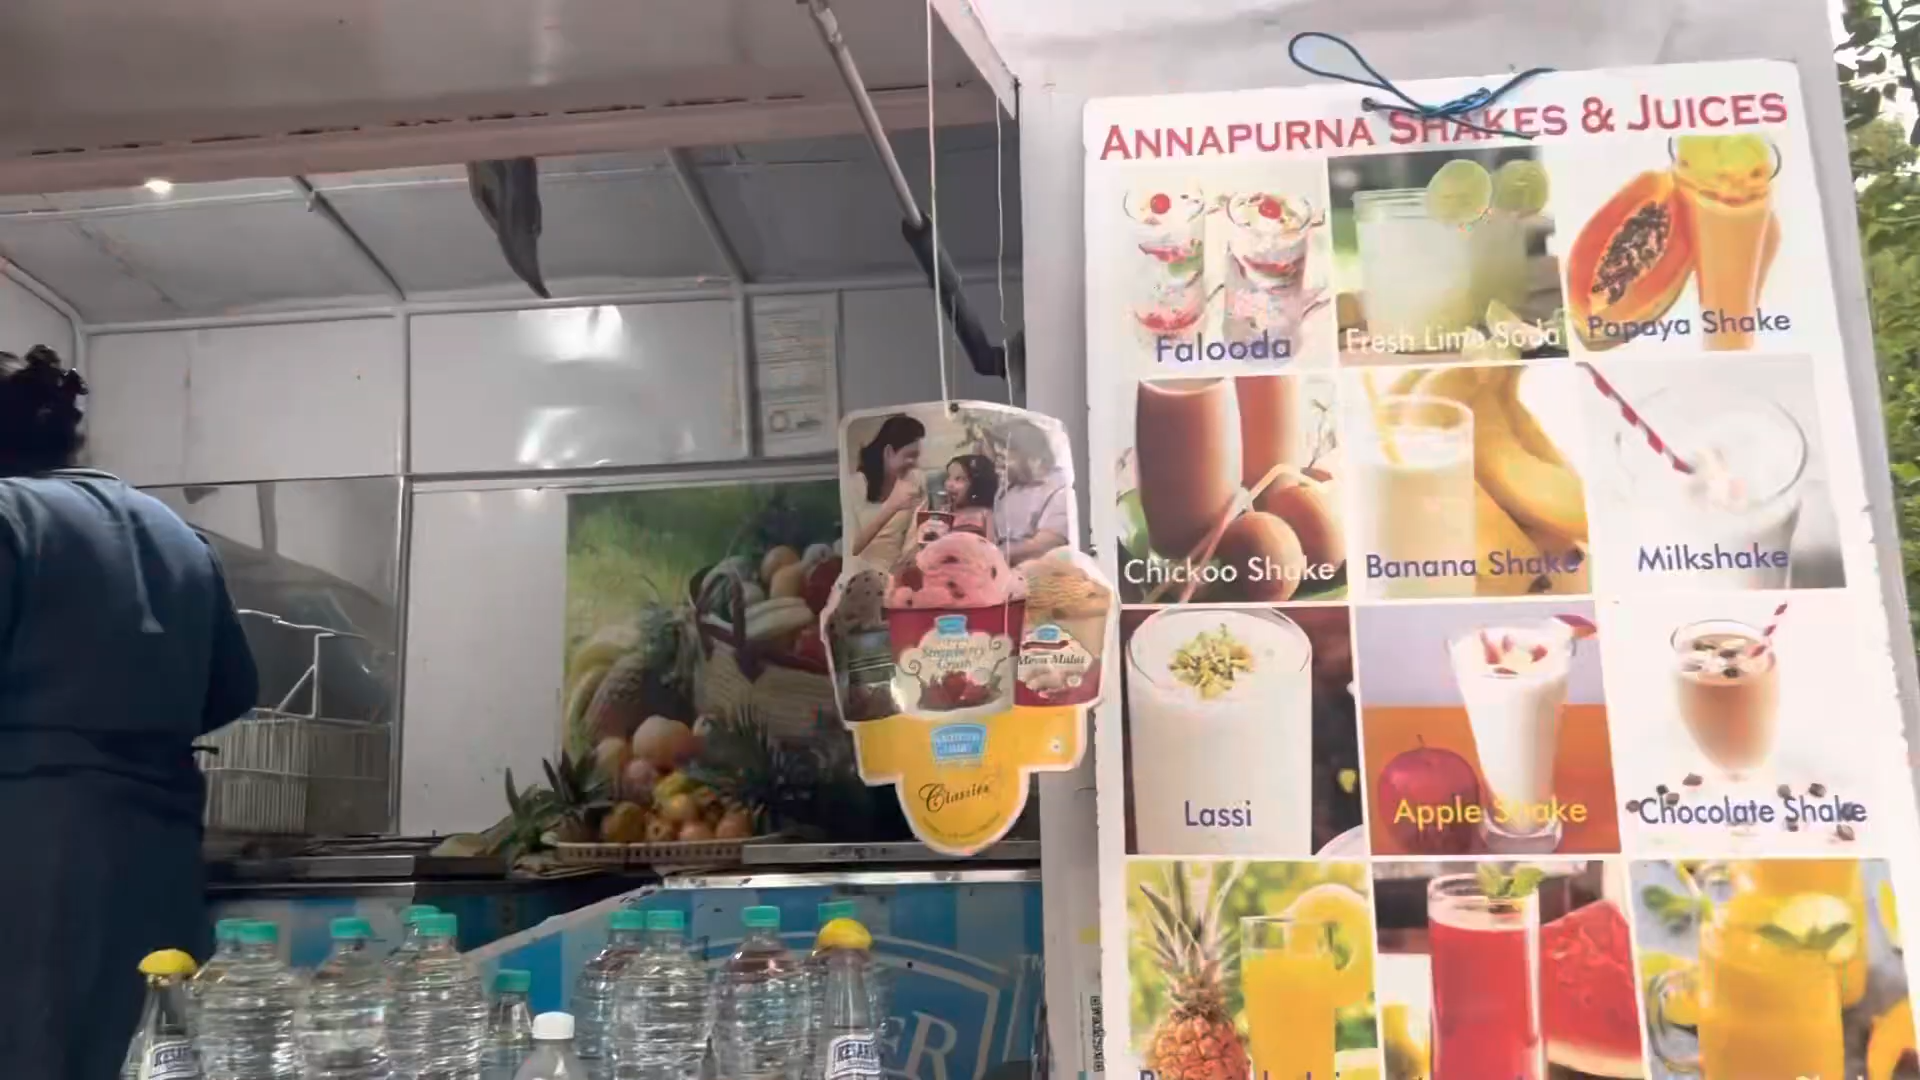 ANNAPURNA SHAKES & JUICES
Falooda
Fresh Lime Soda
Papaya Shake
Chickoo Shake
Banana Shake
Milkshake
Lassi
Apple Shake
Chocolate Shake
Strawberry
Crush
Classics